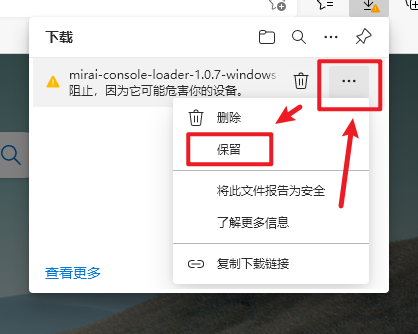 下载
mirai-console-loader-1.0.7-windows
阻止，因为它可能危害你的设备。
删除
保留
将此文件报告为安全
了解更多信息
复制下载链接
查看更多